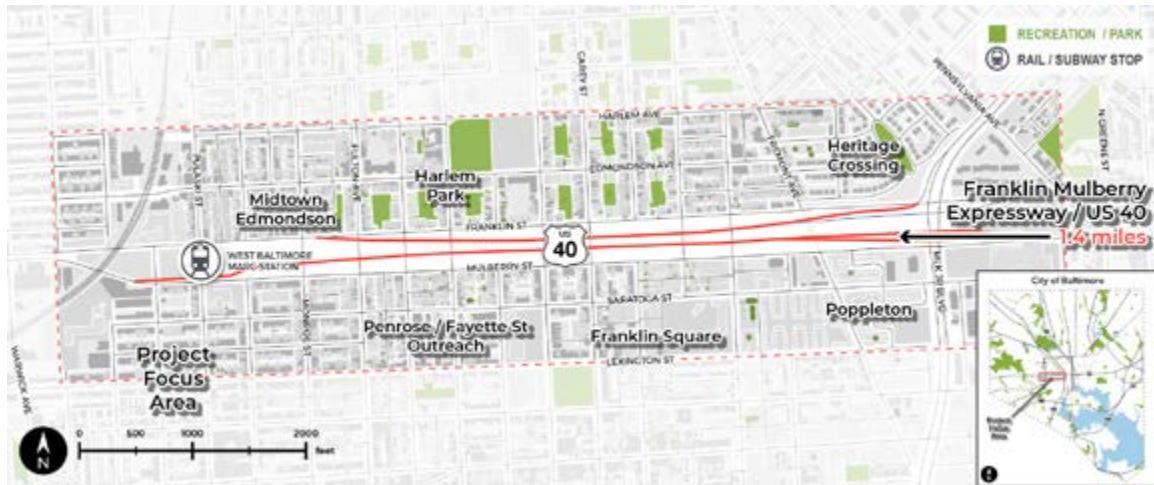 RECREATION / PARK
RAIL / SUBWAY STOP
PENNSYLVANIA AVE
N GREENE ST
CAREY ST
HARLEM AVE
FREMONT AVE
EDMONDSON AVE
PULASKI ST
FULTON AVE
Heritage
Crossing
Harlem
Park
Midtown
Edmondson
FRANKLIN ST
Franklin Mulberry
Expressway / US 40
1.4 miles
US
40
WEST BALTIMORE
MARC STATION
MULBERRY ST
SARATOGA ST
MLK JR BLVD
MONROE ST
Penrose / Fayette St
Outreach
Franklin Square
Poppleton
LEXINGTON ST
WARWICK AVE
Project
Focus
Area
N
0 500 1000 2000
feet
City of Baltimore